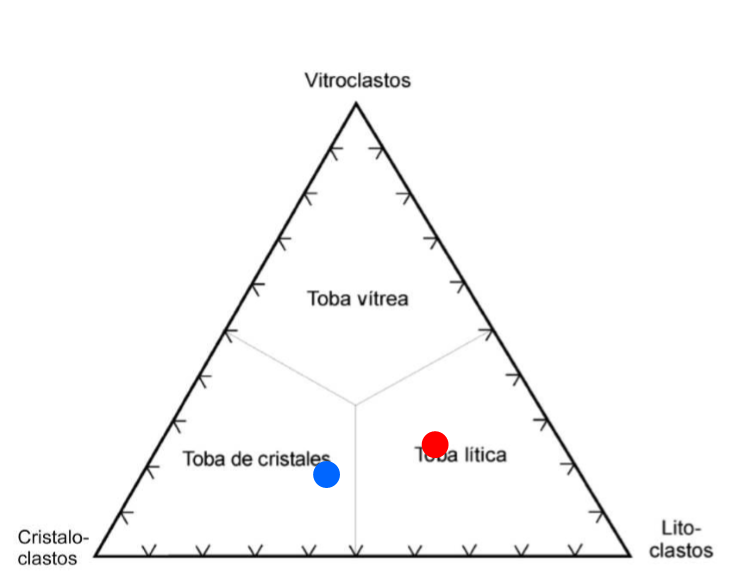 Vitroclastos
Toba vítrea
Toba de cristales
Toba lítica
Cristalo-
clastos
Lito-
clastos